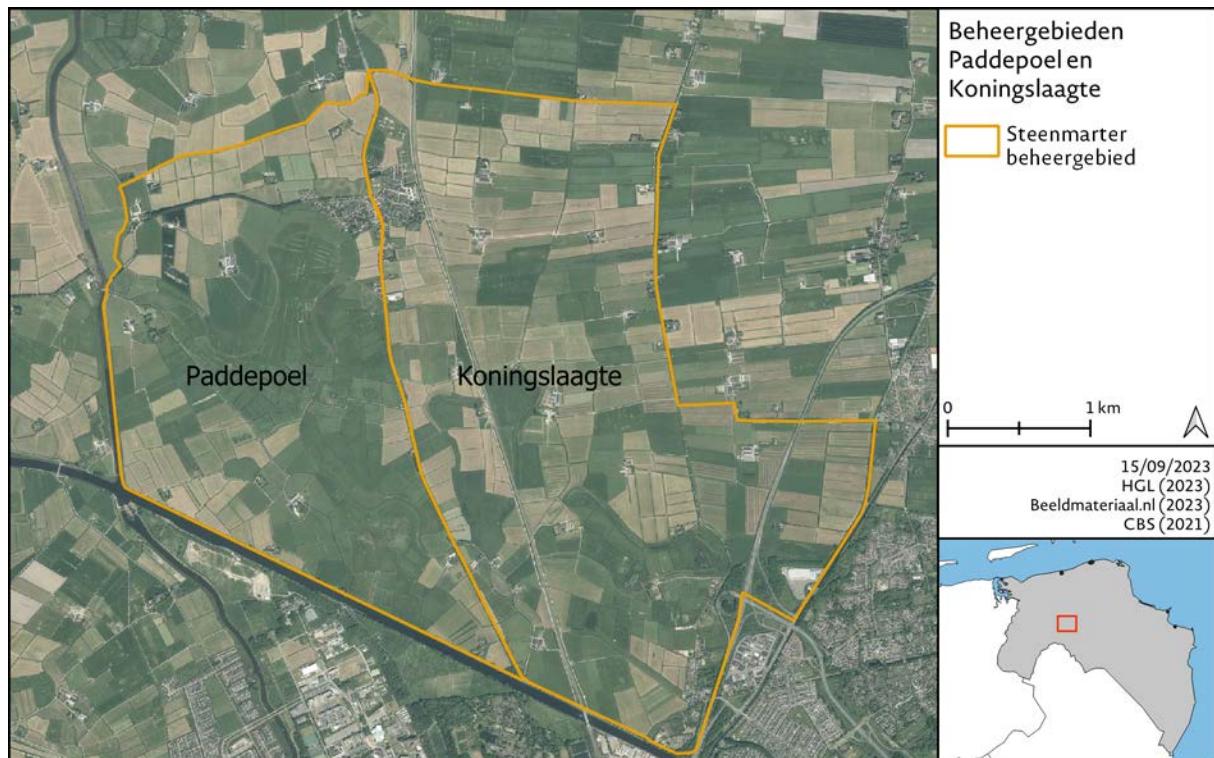 Beheergebieden
Paddepoel en
Koningslaagte
Steenmarter
beheergebied
Paddepoel
Koningslaagte
0 1 km
15/09/2023
HGL (2023)
Beeldmateriaal.nl (2023)
CBS (2021)